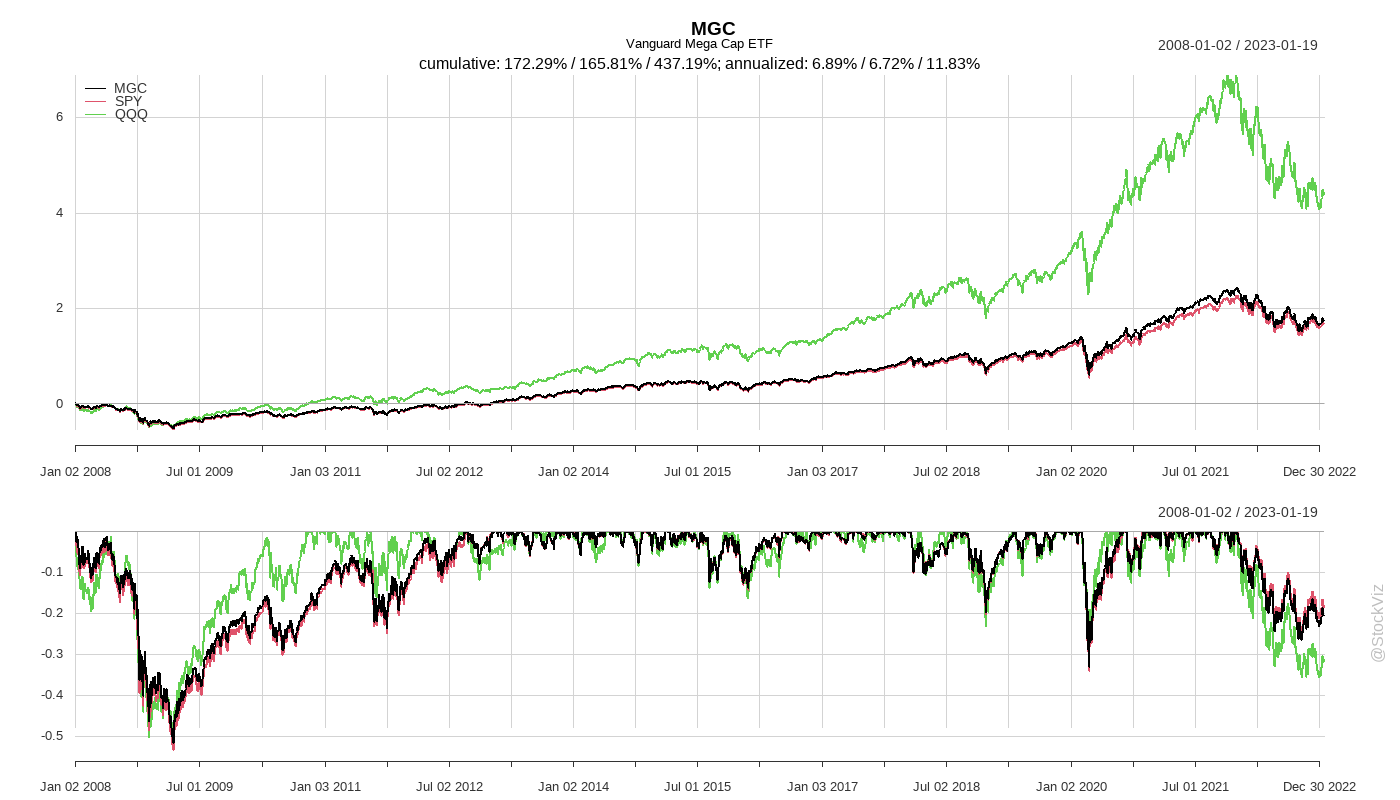 MGC
Vanguard Mega Cap ETF
2008-01-02 / 2023-01-19
cumulative: 172.29% / 165.81% / 437.19%; annualized: 6.89% / 6.72% / 11.83%
MGC
SPY
QQQ
6
4
2
0
Jan 02 2008 Jul 01 2009 Jan 03 2011 Jul 02 2012 Jan 02 2014 Jul 01 2015 Jan 03 2017 Jul 02 2018 Jan 02 2020 Jul 01 2021 Dec 30 2022
2008-01-02 / 2023-01-19
-0.1
-0.2
-0.3
-0.4
-0.5
Jan 02 2008 Jul 01 2009 Jan 03 2011 Jul 02 2012 Jan 02 2014 Jul 01 2015 Jan 03 2017 Jul 02 2018 Jan 02 2020 Jul 01 2021 Dec 30 2022
@StockViz